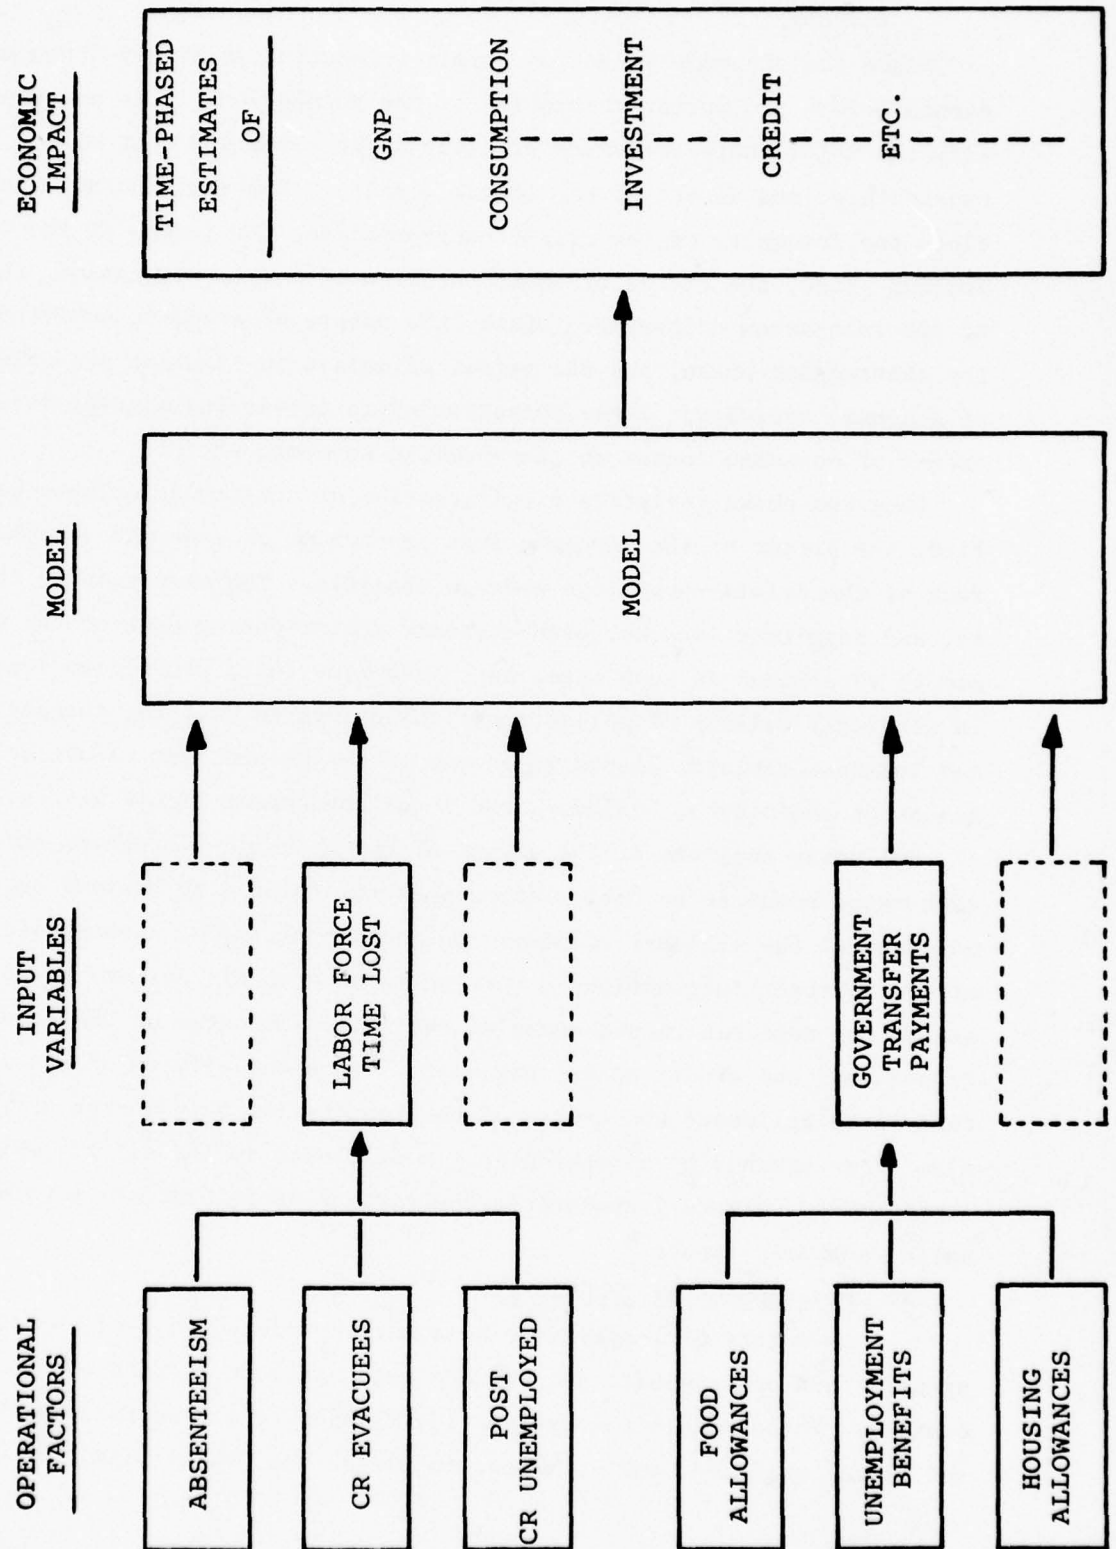 OPERATIONAL
FACTORS
INPUT
VARIABLES
MODEL
ECONOMIC
IMPACT
ABSENTEEEISM
CR EVACUEES
POST
CR UNEMPLOYED
FOOD
ALLOWANCES
UNEMPLOYMENT
BENEFITS
HOUSING
ALLOWANCES
LABOR FORCE
TIME LOST
GOVERNMENT
TRANSFER
PAYMENTS
MODEL
TIME-PHASED
ESTIMATES
OF
GNP
CONSUMPTION
INVESTMENT
CREDIT
ETC.